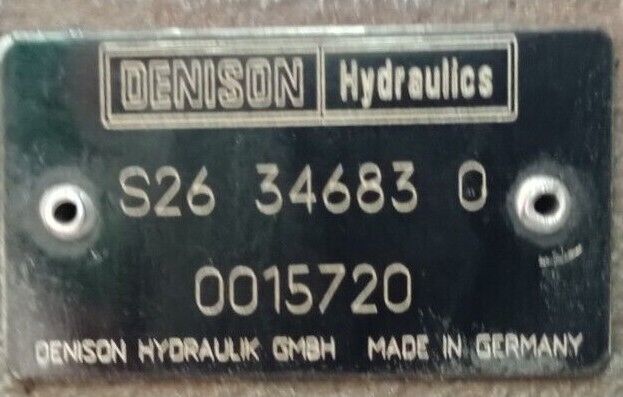 DENISON Hydraulics
S26 34683 0
0015720
DENISON HYDRAULIK GMBH MADE IN GERMANY